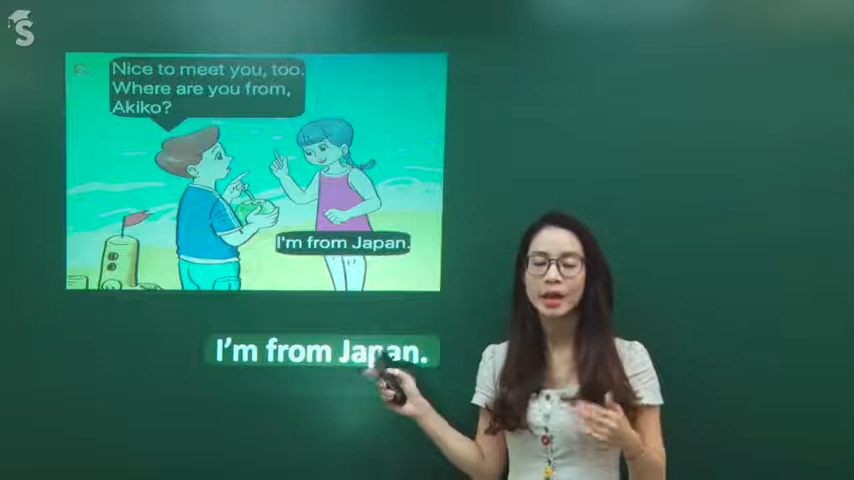 S
Nice to meet you, too.
Where are you from,
Akiko?
I'm from Japan.
I'm from Japan.